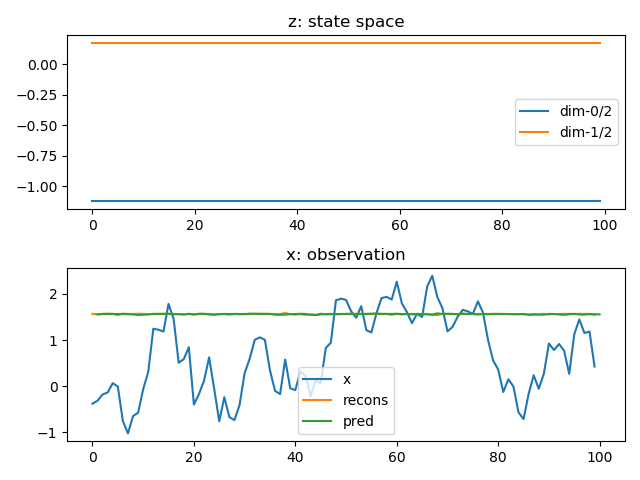 z: state space
0.00
-0.25
-0.50
-0.75
-1.00
dim-0/2
dim-1/2
0 20 40 60 80 100
x: observation
2
1
0
-1
x
recons
pred
0 20 40 60 80 100